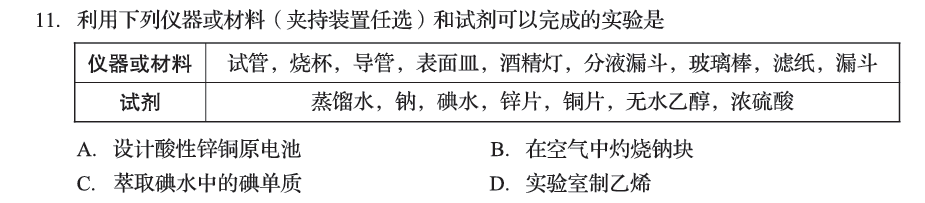 11. 利用下列仪器或材料（夹持装置任选）和试剂可以完成的实验是
仪器或材料 试管，烧杯，导管，表面皿，酒精灯，分液漏斗，玻璃棒，滤纸，漏斗
试剂 蒸馏水，钠，碘水，锌片，铜片，无水乙醇，浓硫酸
A. 设计酸性锌铜原电池 B. 在空气中灼烧钠块
C. 萃取碘水中的碘单质 D. 实验室制乙烯